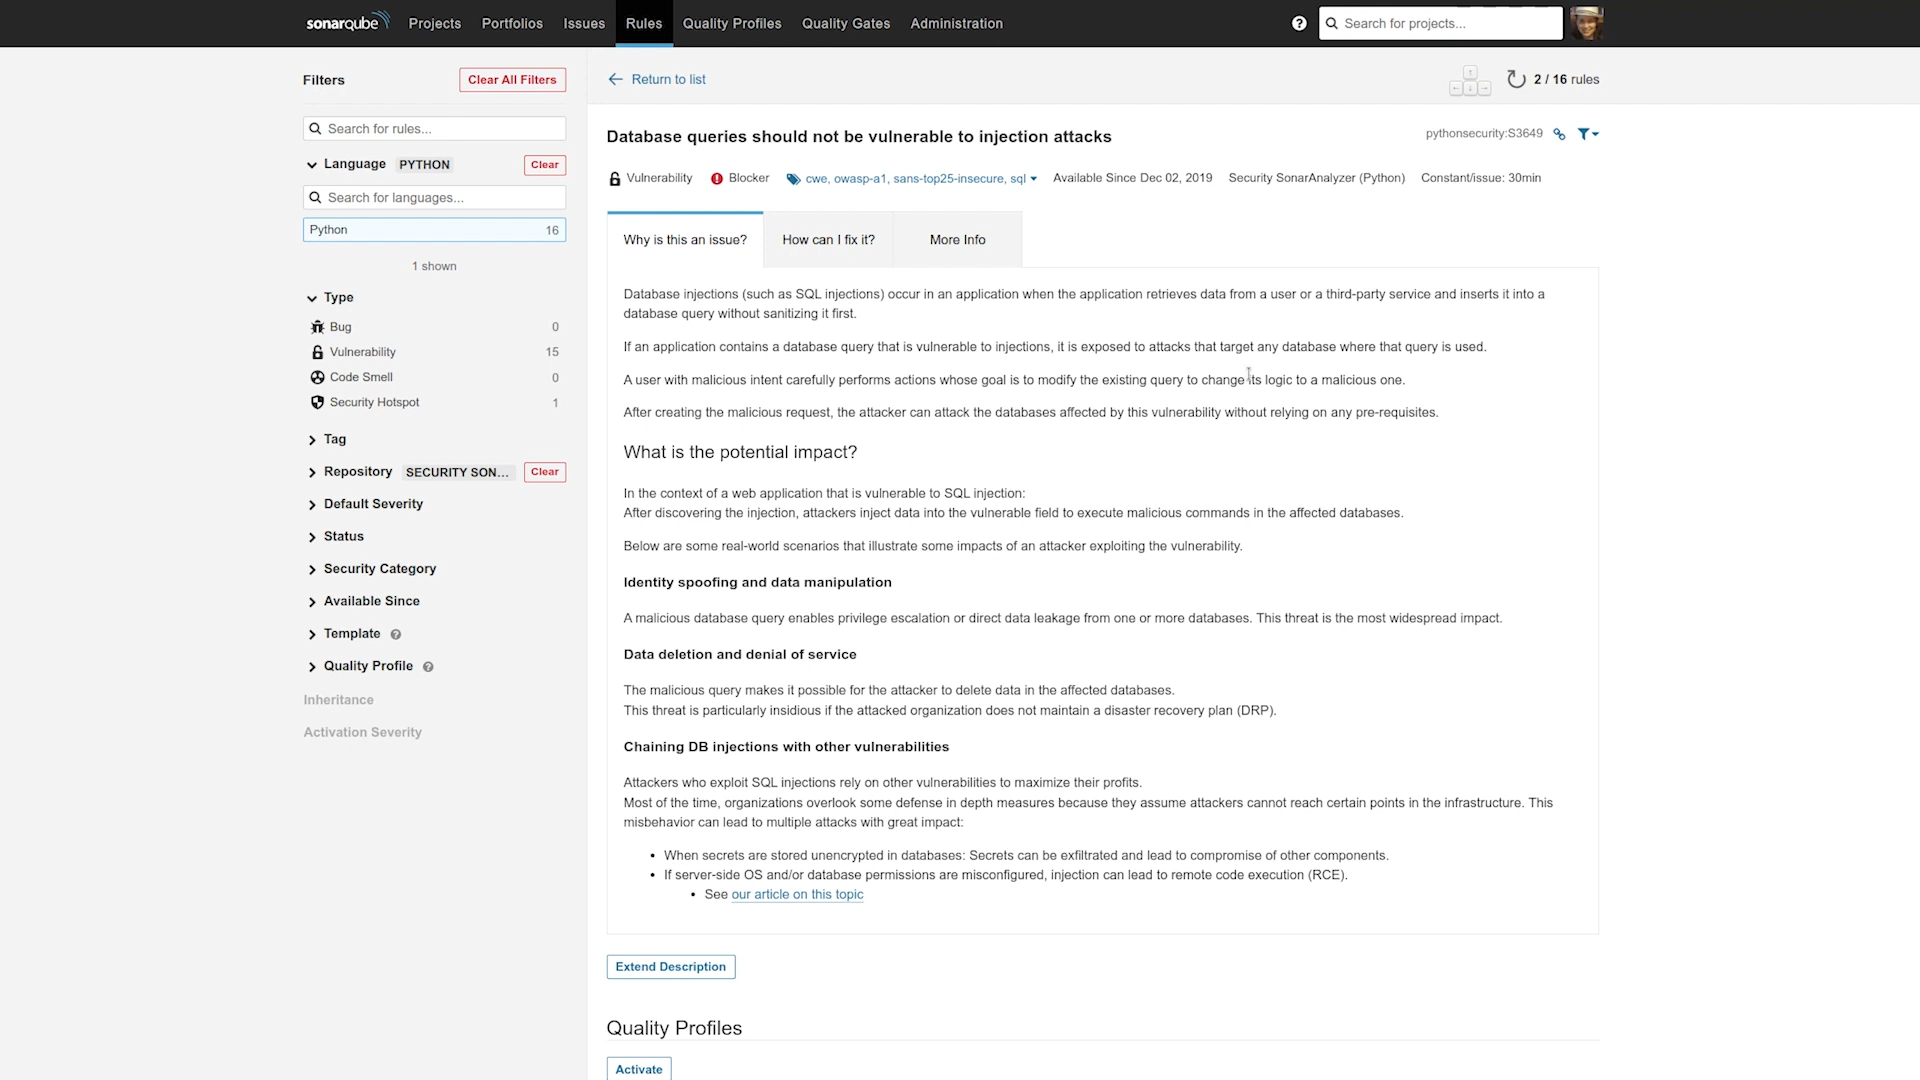 sonarqube Projects Portfolios Issues Rules Quality Profiles Quality Gates Administration ? Search for projects...
Filters Clear All Filters
Search for rules...
Language PYTHON Clear
Search for languages...
Python 16
1 shown
Type
Bug 0
Vulnerability 15
Code Smell 0
Security Hotspot 1
Tag
Repository SECURITY SON... Clear
Default Severity
Status
Security Category
Available Since
Template ?
Quality Profile ?
Inheritance
Activation Severity
Return to list 2 / 16 rules
Database queries should not be vulnerable to injection attacks pythonsecurity:S3649
Vulnerability Blocker cwe, owasp-a1, sans-top25-insecure, sql Available Since Dec 02, 2019 Security SonarAnalyzer (Python) Constant/issue: 30min
Why is this an issue? How can I fix it? More Info
Database injections (such as SQL injections) occur in an application when the application retrieves data from a user or a third-party service and inserts it into a
database query without sanitizing it first.
If an application contains a database query that is vulnerable to injections, it is exposed to attacks that target any database where that query is used.
A user with malicious intent carefully performs actions whose goal is to modify the existing query to change its logic to a malicious one.
After creating the malicious request, the attacker can attack the databases affected by this vulnerability without relying on any pre-requisites.
What is the potential impact?
In the context of a web application that is vulnerable to SQL injection:
After discovering the injection, attackers inject data into the vulnerable field to execute malicious commands in the affected databases.
Below are some real-world scenarios that illustrate some impacts of an attacker exploiting the vulnerability.
Identity spoofing and data manipulation
A malicious database query enables privilege escalation or direct data leakage from one or more databases. This threat is the most widespread impact.
Data deletion and denial of service
The malicious query makes it possible for the attacker to delete data in the affected databases.
This threat is particularly insidious if the attacked organization does not maintain a disaster recovery plan (DRP).
Chaining DB injections with other vulnerabilities
Attackers who exploit SQL injections rely on other vulnerabilities to maximize their profits.
Most of the time, organizations overlook some defense in depth measures because they assume attackers cannot reach certain points in the infrastructure. This
misbehavior can lead to multiple attacks with great impact:
• When secrets are stored unencrypted in databases: Secrets can be exfiltrated and lead to compromise of other components.
• If server-side OS and/or database permissions are misconfigured, injection can lead to remote code execution (RCE).
• See our article on this topic
Extend Description
Quality Profiles
Activate